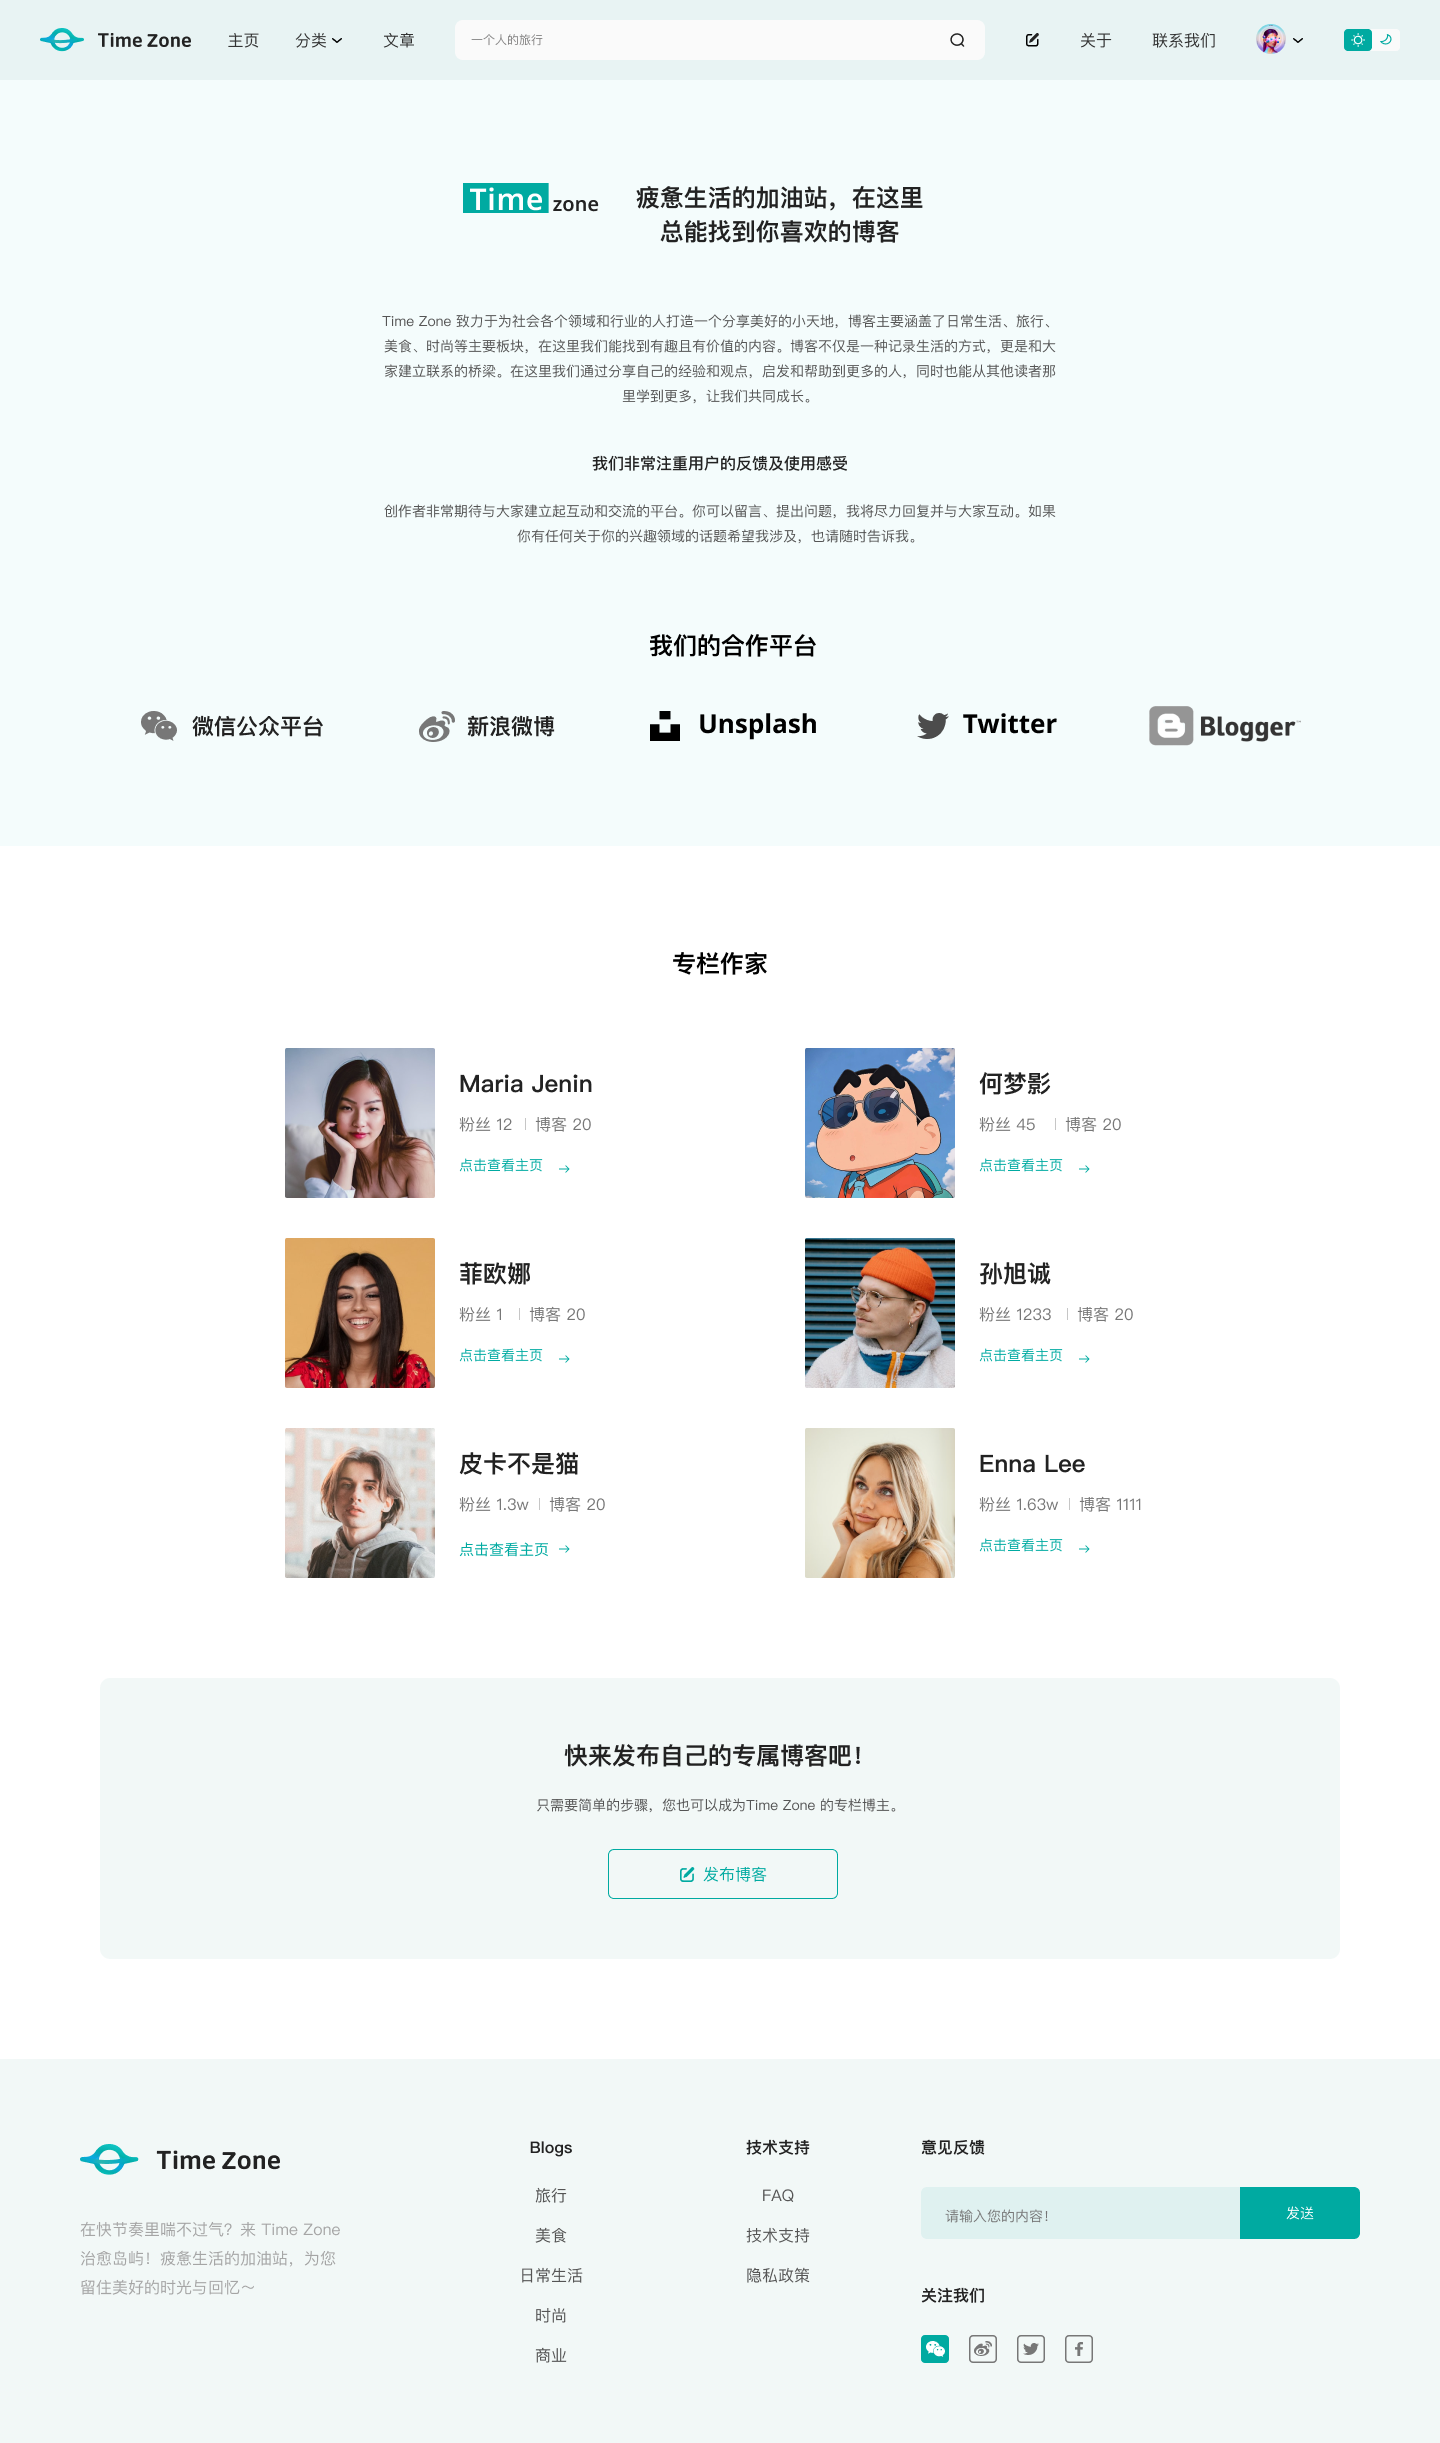 Time Zone
主页
分类
文章
一个人的旅行
关于
联系我们
Time zone
疲惫生活的加油站，在这里
总能找到你喜欢的博客
Time Zone 致力于为社会各个领域和行业的人打造一个分享美好的小天地，博客主要涵盖了日常生活、旅行、
美食、时尚等主要板块，在这里我们能找到有趣且有价值的内容。博客不仅是一种记录生活的方式，更是和大
家建立联系的桥梁。在这里我们通过分享自己的经验和观点，启发和帮助到更多的人，同时也能从其他读者那
里学到更多，让我们共同成长。
我们非常注重用户的反馈及使用感受
创作者非常期待与大家建立起互动和交流的平台。你可以留言、提出问题，我将尽力回复并与大家互动。如果
你有任何关于你的兴趣领域的话题希望我涉及，也请随时告诉我。
我们的合作平台
微信公众平台
新浪微博
Unsplash
Twitter
Blogger™
专栏作家
Maria Jenin
粉丝 12
博客 20
点击查看主页
何梦影
粉丝 45
博客 20
点击查看主页
菲欧娜
粉丝 1
博客 20
点击查看主页
孙旭诚
粉丝 1233
博客 20
点击查看主页
皮卡不是猫
粉丝 1.3w
博客 20
点击查看主页
Enna Lee
粉丝 1.63w
博客 1111
点击查看主页
快来发布自己的专属博客吧！
只需要简单的步骤，您也可以成为Time Zone 的专栏博主。
发布博客
Time Zone
在快节奏里喘不过气？来 Time Zone
治愈岛屿！疲惫生活的加油站，为您
留住美好的时光与回忆～
Blogs
旅行
美食
日常生活
时尚
商业
技术支持
FAQ
技术支持
隐私政策
意见反馈
请输入您的内容！
发送
关注我们